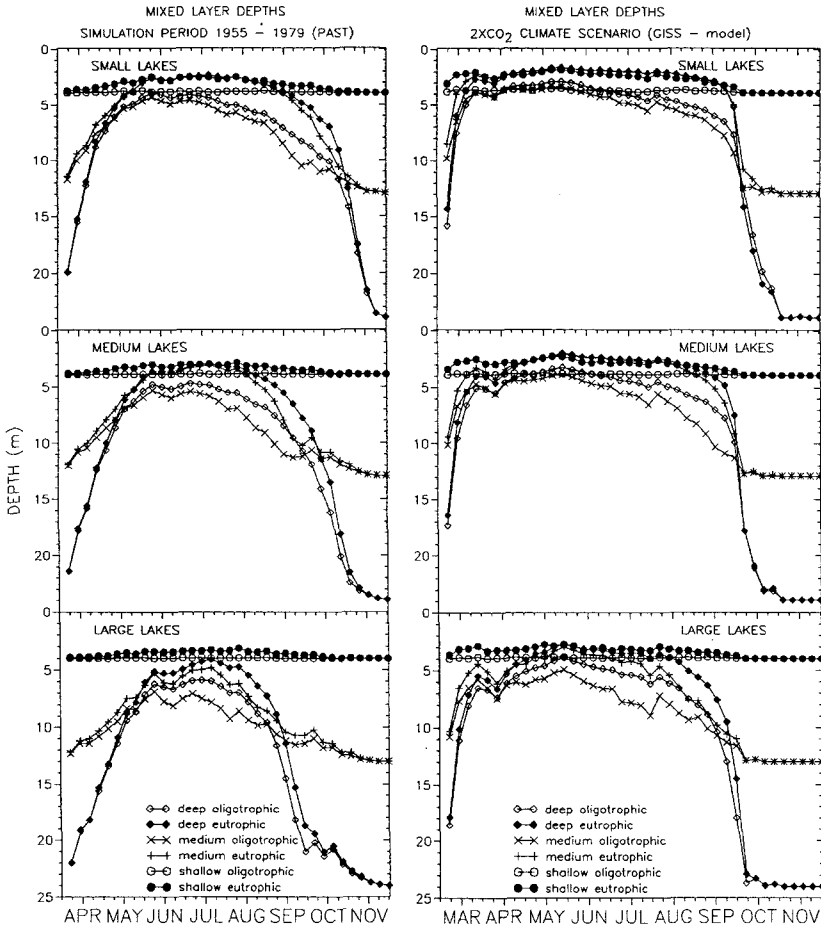 MIXED LAYER DEPTHS
SIMULATION PERIOD 1955 – 1979 (PAST)
MIXED LAYER DEPTHS
2XCO₂ CLIMATE SCENARIO (GISS – model)
0
SMALL LAKES
5
10
15
20
0
MEDIUM LAKES
5
10
15
20
0
LARGE LAKES
5
10
15
20
25
DEPTH (m)
deep oligotrophic
deep eutrophic
medium oligotrophic
medium eutrophic
shallow oligotrophic
shallow eutrophic
APR MAY JUN JUL AUG SEP OCT NOV
0
SMALL LAKES
5
10
15
20
0
MEDIUM LAKES
5
10
15
20
0
LARGE LAKES
5
10
15
20
25
deep oligotrophic
deep eutrophic
medium oligotrophic
medium eutrophic
shallow oligotrophic
shallow eutrophic
MAR APR MAY JUN JUL AUG SEP OCT NOV